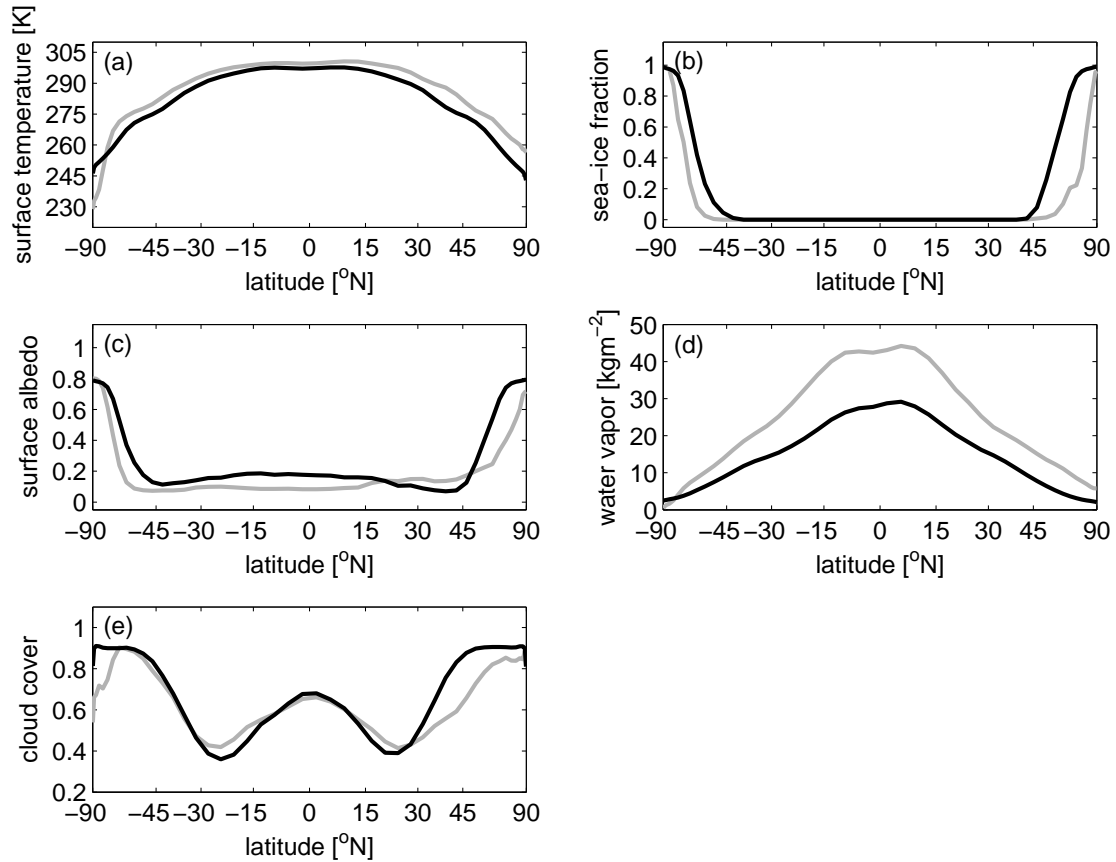 (a)
surface temperature [K]
305
290
275
260
245
230
−90 −45 −30 −15 0 15 30 45 90
latitude [°N]
(b)
sea−ice fraction
1
0.8
0.6
0.4
0.2
0
−90 −45 −30 −15 0 15 30 45 90
latitude [°N]
(c)
surface albedo
1
0.8
0.6
0.4
0.2
0
−90 −45 −30 −15 0 15 30 45 90
latitude [°N]
(d)
water vapor [kgm⁻²]
50
40
30
20
10
0
−90 −45 −30 −15 0 15 30 45 90
latitude [°N]
(e)
cloud cover
1
0.8
0.6
0.4
0.2
−90 −45 −30 −15 0 15 30 45 90
latitude [°N]